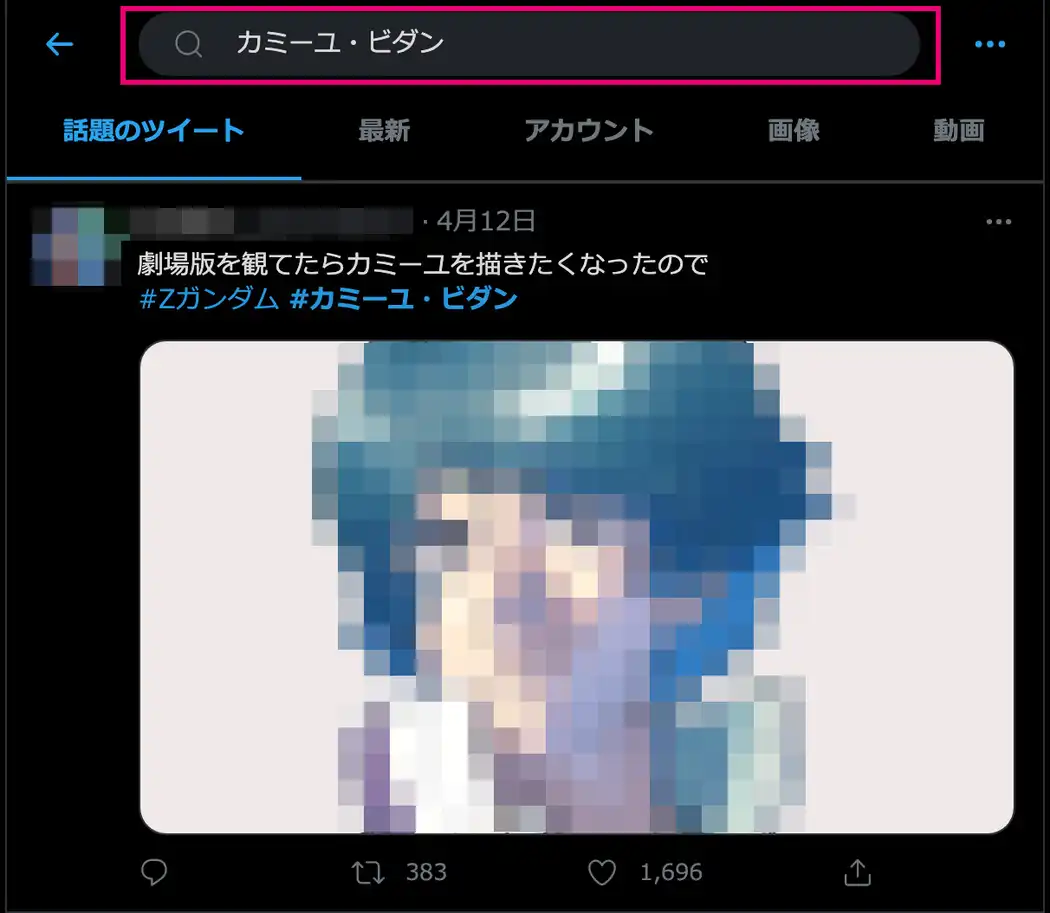 カミーユ・ビダン
話題のツイート 最新 アカウント 画像 動画
· 4月12日
劇場版を観てたらカミーユを描きたくなったので
#Zガンダム #カミーユ・ビダン
383 1,696